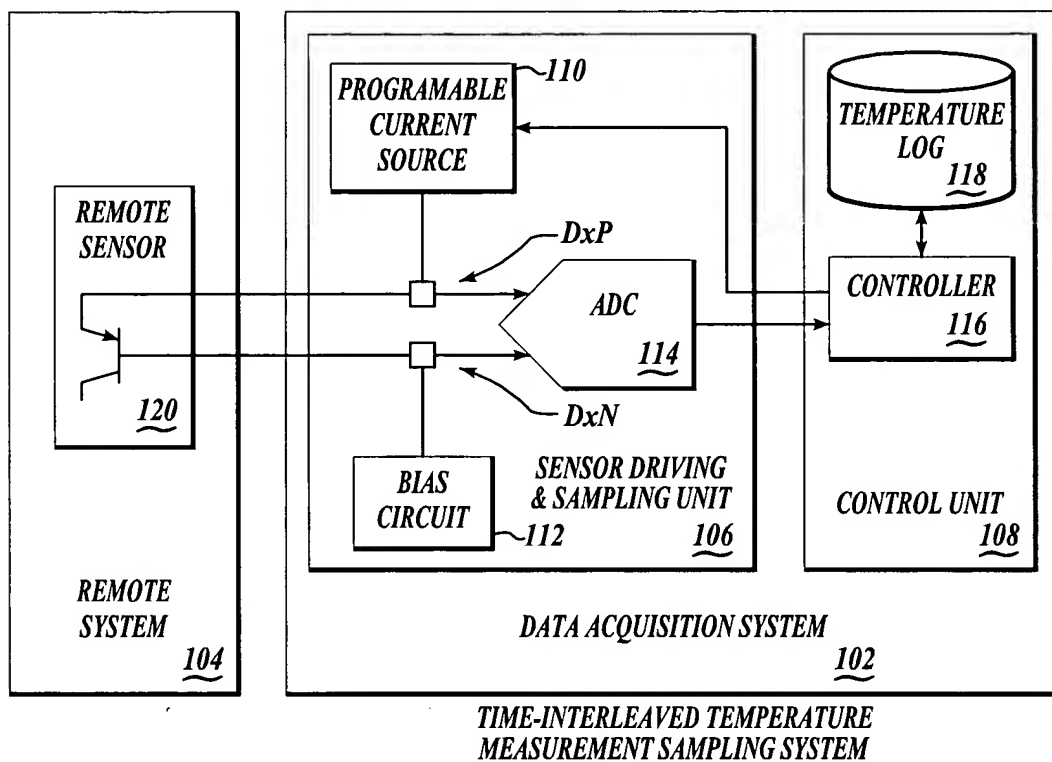 110
PROGRAMABLE
CURRENT
SOURCE
TEMPERATURE
LOG
118
REMOTE
SENSOR
120
DxP
ADC
114
DxN
CONTROLLER
116
BIAS
CIRCUIT
112
SENSOR DRIVING
& SAMPLING UNIT
106
CONTROL UNIT
108
REMOTE
SYSTEM
104
DATA ACQUISITION SYSTEM
102
TIME-INTERLEAVED TEMPERATURE
MEASUREMENT SAMPLING SYSTEM